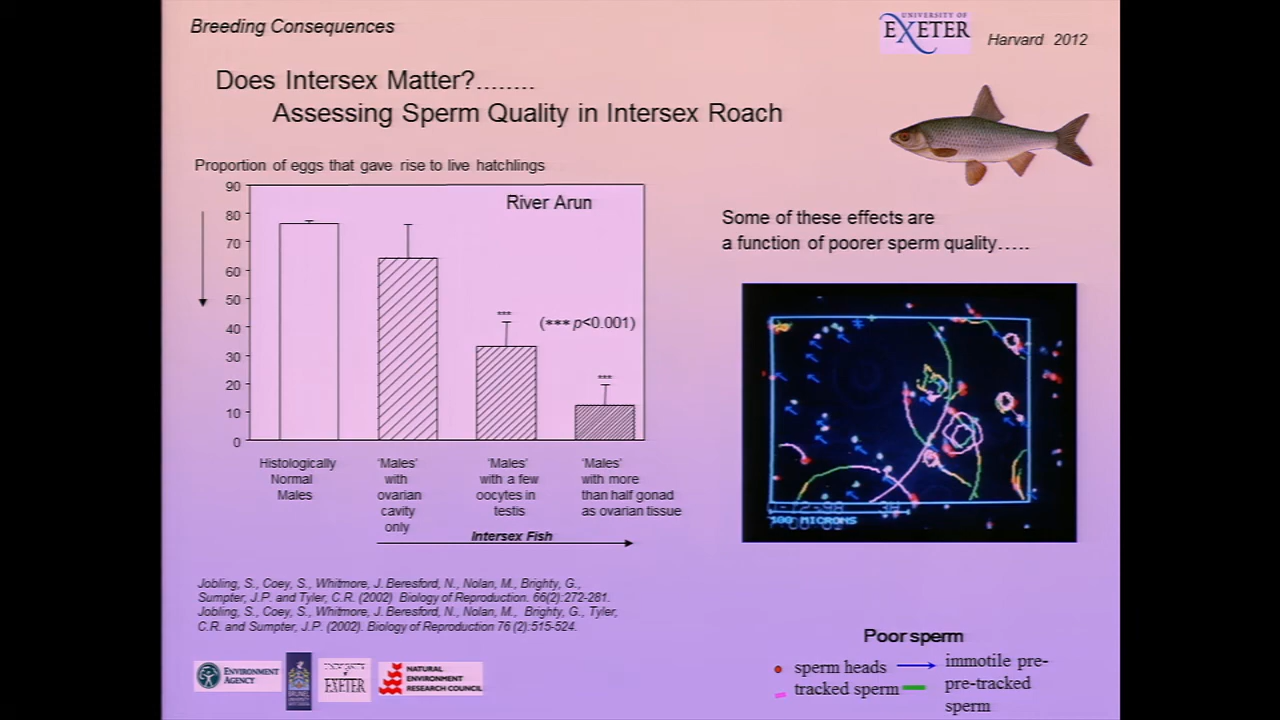 Breeding Consequences
UNIVERSITY OF
EXETER
Harvard 2012
Does Intersex Matter?........
Assessing Sperm Quality in Intersex Roach
Proportion of eggs that gave rise to live hatchlings
90
80
70
60
50
40
30
20
10
0
River Arun
***
(*** p<0.001)
***
Histologically
Normal
Males
'Males'
with
ovarian
cavity
only
'Males'
with a few
oocytes in
testis
'Males'
with more
than half gonad
as ovarian tissue
Intersex Fish
Some of these effects are
a function of poorer sperm quality.....
100 MICRONS
Jobling, S., Coey, S., Whitmore, J. Beresford, N., Nolan, M., Brighty, G.,
Sumpter, J.P. and Tyler, C.R. (2002) Biology of Reproduction. 66(2):272-281.
Jobling, S., Coey, S., Whitmore, J. Beresford, N., Nolan, M., Brighty, G., Tyler,
C.R. and Sumpter, J.P. (2002). Biology of Reproduction 76 (2):515-524.
ENVIRONMENT
AGENCY
BRUNEL
UNIVERSITY
UNIVERSITY OF
EXETER
NATURAL
ENVIRONMENT
RESEARCH COUNCIL
Poor sperm
sperm heads
immotile pre-
tracked sperm
pre-tracked
sperm